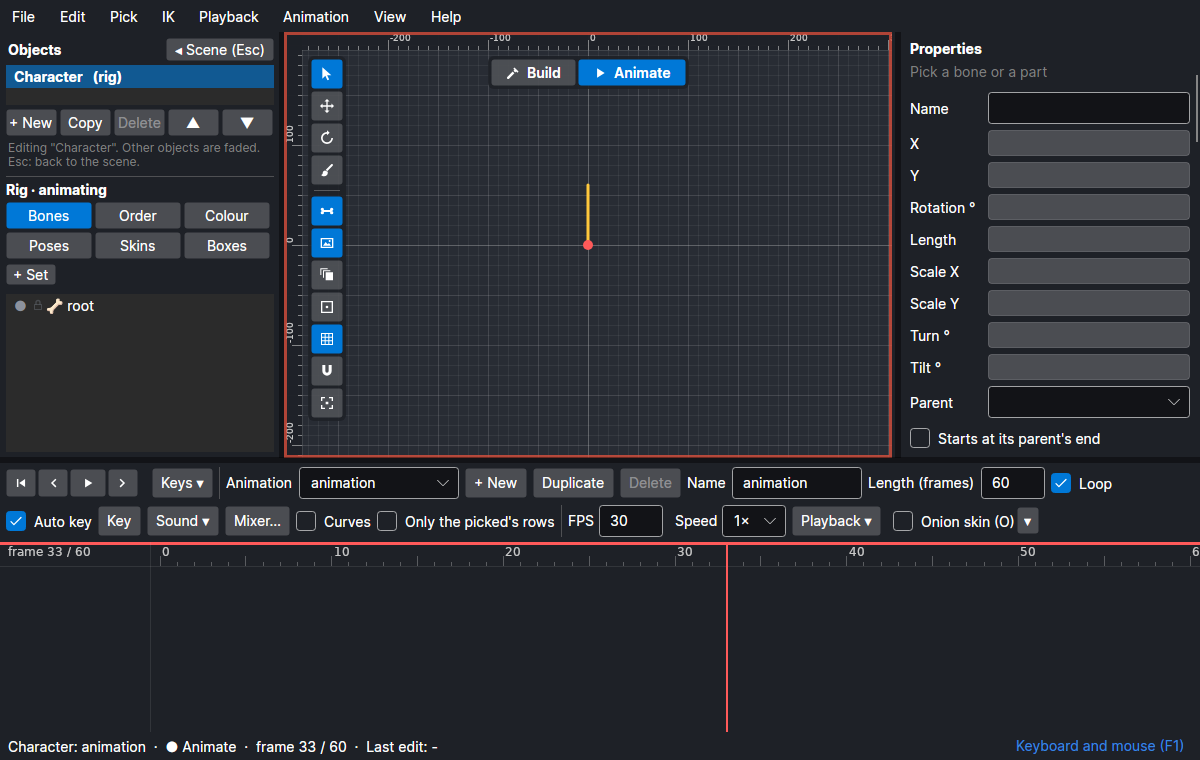 File Edit Pick IK Playback Animation View Help
Objects
◂ Scene (Esc)
Character (rig)
+ New Copy Delete ▲ ▼
Editing "Character". Other objects are faded.
Esc: back to the scene.
Rig · animating
Bones Order Colour
Poses Skins Boxes
+ Set
root
-200 -100 0 100 200
Build Animate
100
0
-100
-200
Properties
Pick a bone or a part
Name
X
Y
Rotation °
Length
Scale X
Scale Y
Turn °
Tilt °
Parent
Starts at its parent's end
Keys ▾ Animation animation + New Duplicate Delete Name animation Length (frames) 60 Loop
Auto key Key Sound ▾ Mixer... Curves Only the picked's rows FPS 30 Speed 1× Playback ▾ Onion skin (O) ▾
frame 33 / 60 0 10 20 30 40 50 6
Character: animation · ● Animate · frame 33 / 60 · Last edit: -
Keyboard and mouse (F1)